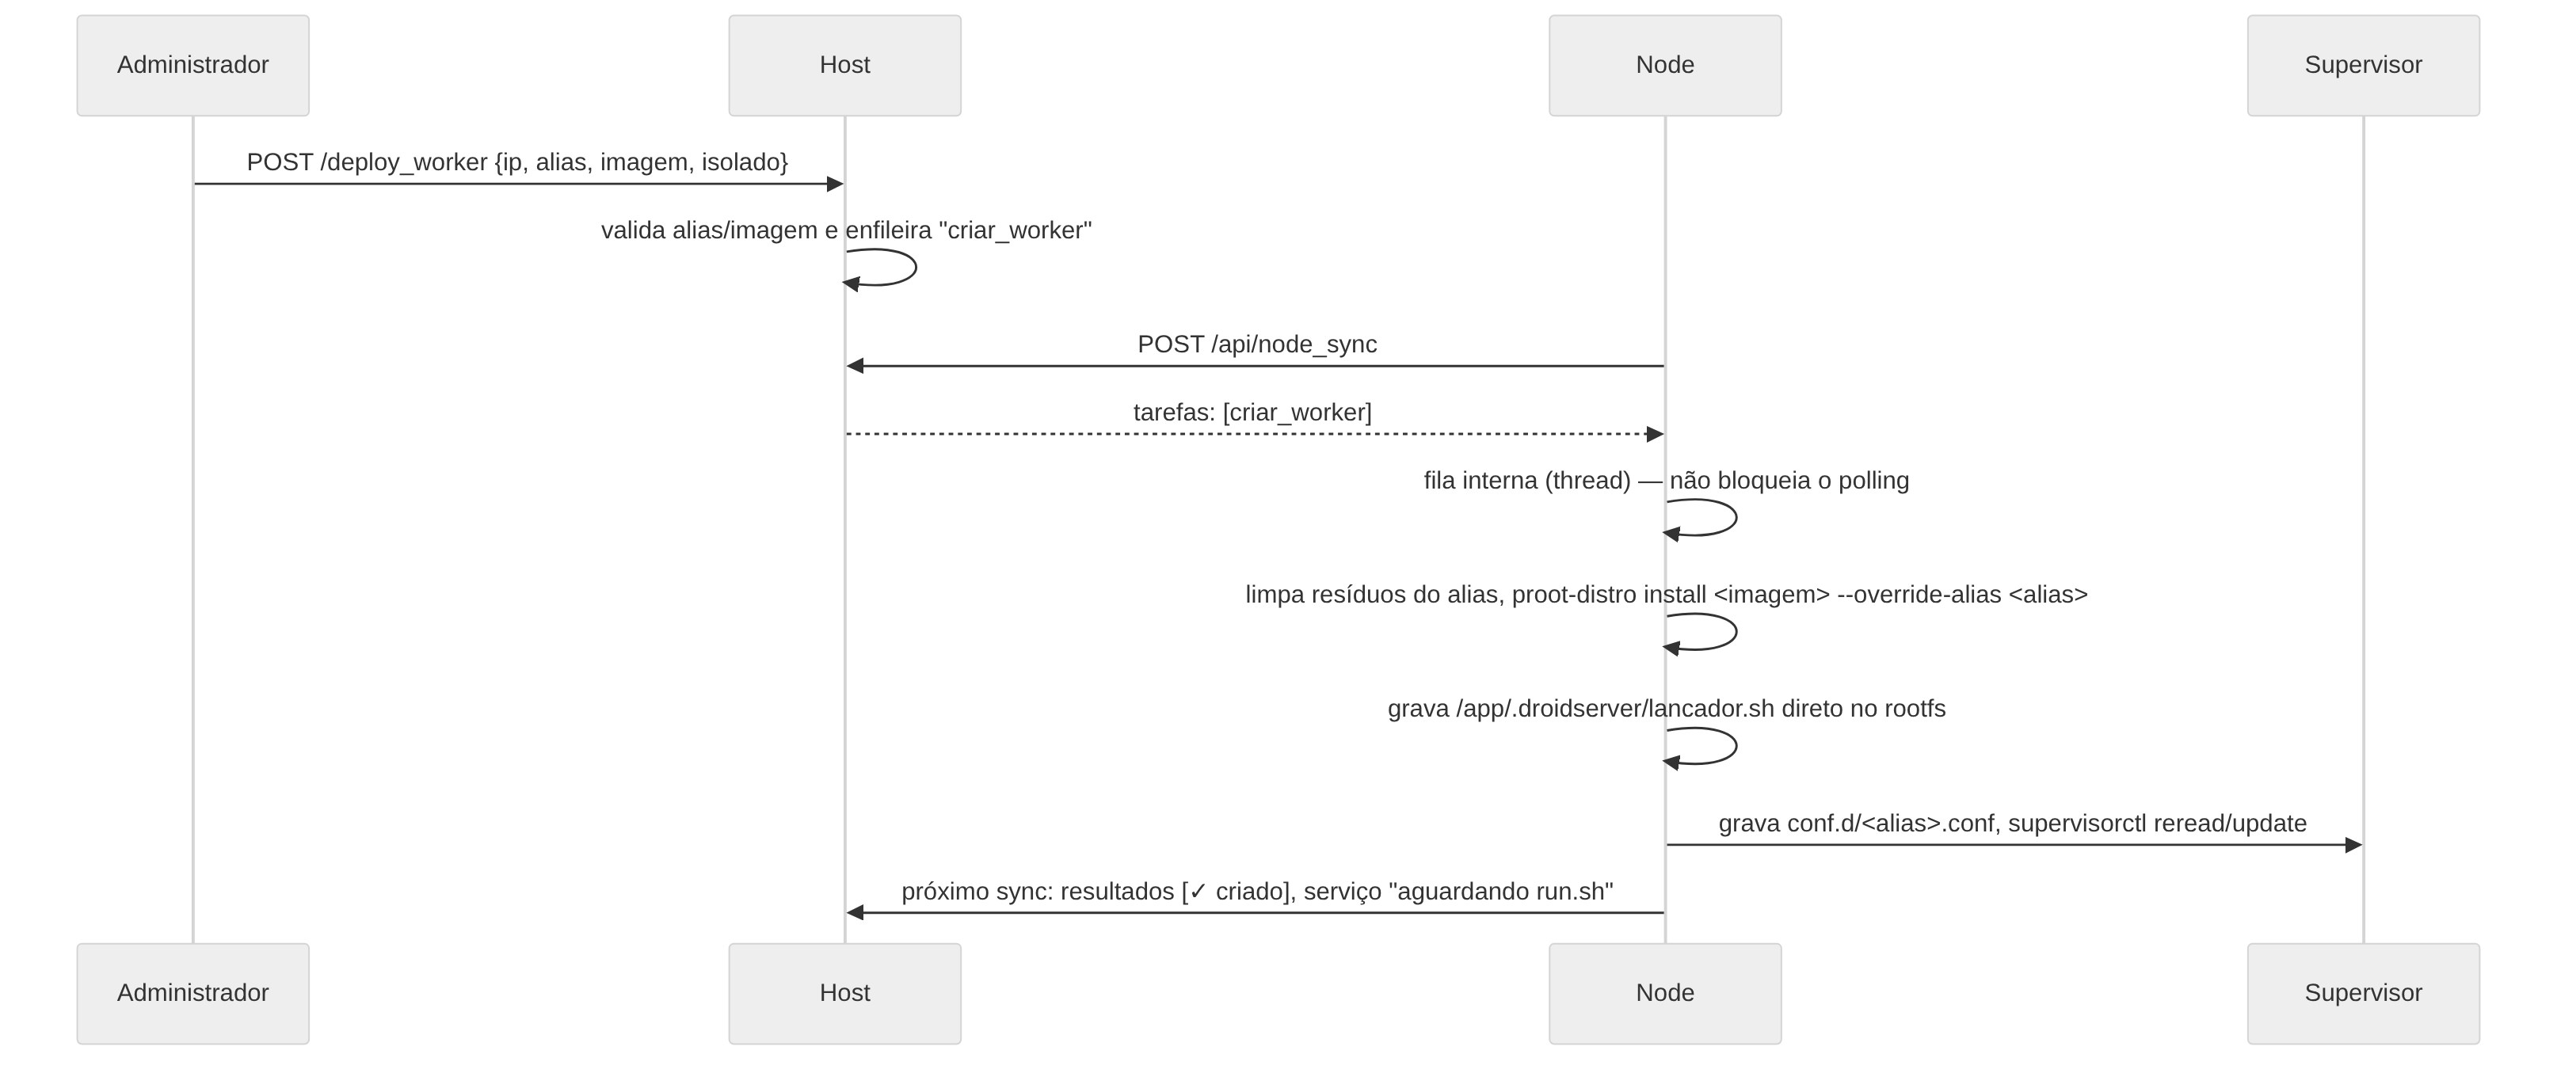 Administrador
Host
Node
Supervisor
POST /deploy_worker {ip, alias, imagem, isolado}
valida alias/imagem e enfileira "criar_worker"
POST /api/node_sync
tarefas: [criar_worker]
fila interna (thread) — não bloqueia o polling
limpa resíduos do alias, proot-distro install <imagem> --override-alias <alias>
grava /app/.droidserver/lancador.sh direto no rootfs
grava conf.d/<alias>.conf, supervisorctl reread/update
próximo sync: resultados [✓ criado], serviço "aguardando run.sh"
Administrador
Host
Node
Supervisor